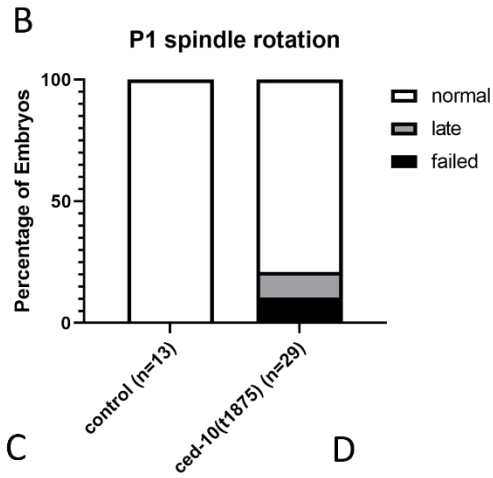 B
P1 spindle rotation
Percentage of Embryos
100
50
0
normal
late
failed
control (n=13)
ced-10(t1875) (n=29)
C
D